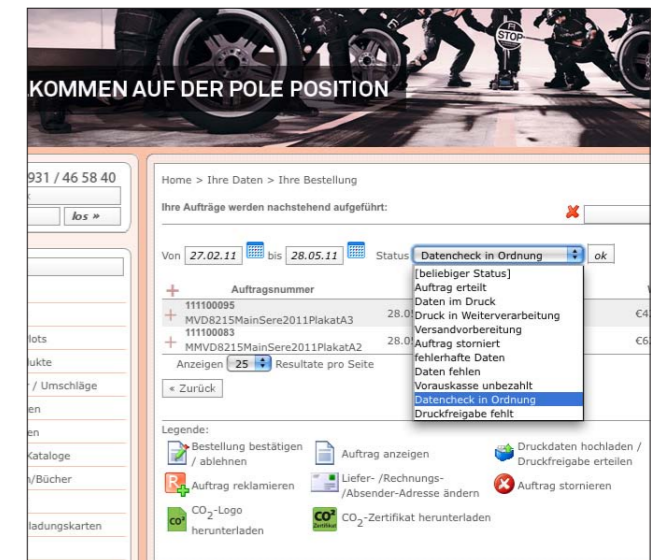 STOP
KOMMEN AUF DER POLE POSITION
931 / 46 58 40
los »
lots
ukte
/ Umschläge
en
en
Kataloge
n/Bücher
ladungskarten
Home > Ihre Daten > Ihre Bestellung
Ihre Aufträge werden nachstehend aufgeführt:
Von 27.02.11 bis 28.05.11 Status Datencheck in Ordnung ok
[beliebiger Status]
Auftrag erteilt
Daten im Druck
Druck in Weiterverarbeitung
Versandvorbereitung
Auftrag storniert
fehlerhafte Daten
Daten fehlen
Vorauskasse unbezahlt
Datencheck in Ordnung
Druckfreigabe fehlt
Auftragsnummer
111100095
MVD8215MainSere2011PlakatA3 28.0
111100083
MMVD8215MainSere2011PlakatA2 28.0
Anzeigen 25 Resultate pro Seite
« Zurück
Legende:
Bestellung bestätigen / ablehnen
Auftrag anzeigen
Druckdaten hochladen / Druckfreigabe erteilen
Auftrag reklamieren
Liefer- /Rechnungs- /Absender-Adresse ändern
Auftrag stornieren
CO2-Logo herunterladen
CO2 Zertifikat
CO2-Zertifikat herunterladen